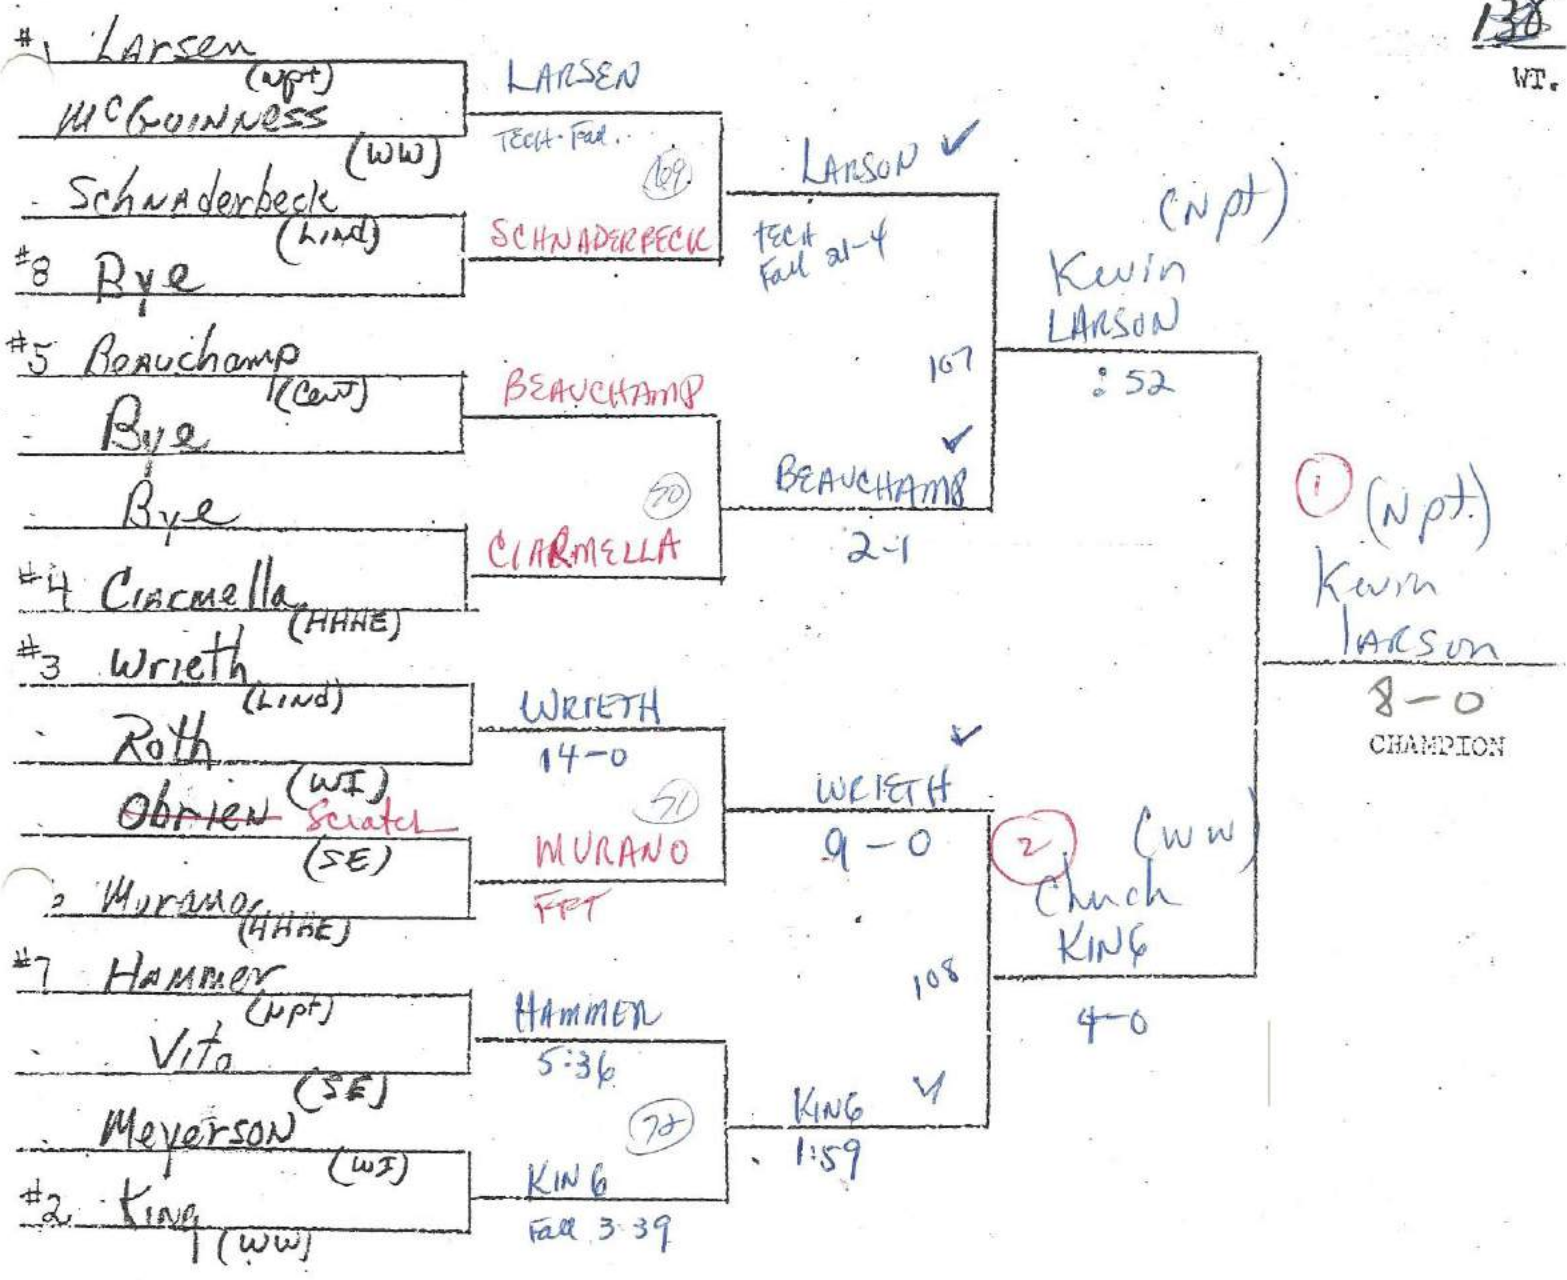 138
WT.
#1 Larsen
(Npt)
McGuinness
(WW)
Schnaderbeck
(Lind)
#8 Bye
#5 Beauchamp
(Cent)
Bye
Bye
#4 Ciarmella
(HHHE)
#3 Wrieth
(Lind)
Roth
(WI)
Obrien Scratch
(SE)
Murano
(HHHE)
#7 Hammer
(Npt)
Vito
(SE)
Meyerson
(WI)
#2 King
(WW)
LARSEN
TECH. Fall.
69
SCHNADERBECK
BEAUCHAMP
70
CIARMELLA
WRIETH
14-0
71
MURANO
FFT
HAMMER
5:36
72
KING
Fall 3:39
LARSON ✓
TECH
Fall 21-4
107
✓
BEAUCHAMP
2-1
✓
WRIETH
9-0
108
KING ✓
1:59
(Npt)
Kevin
LARSON
:52
2 (WW)
Chuck
KING
4-0
1 (Npt.)
Kevin
LARSON
8-0
CHAMPION